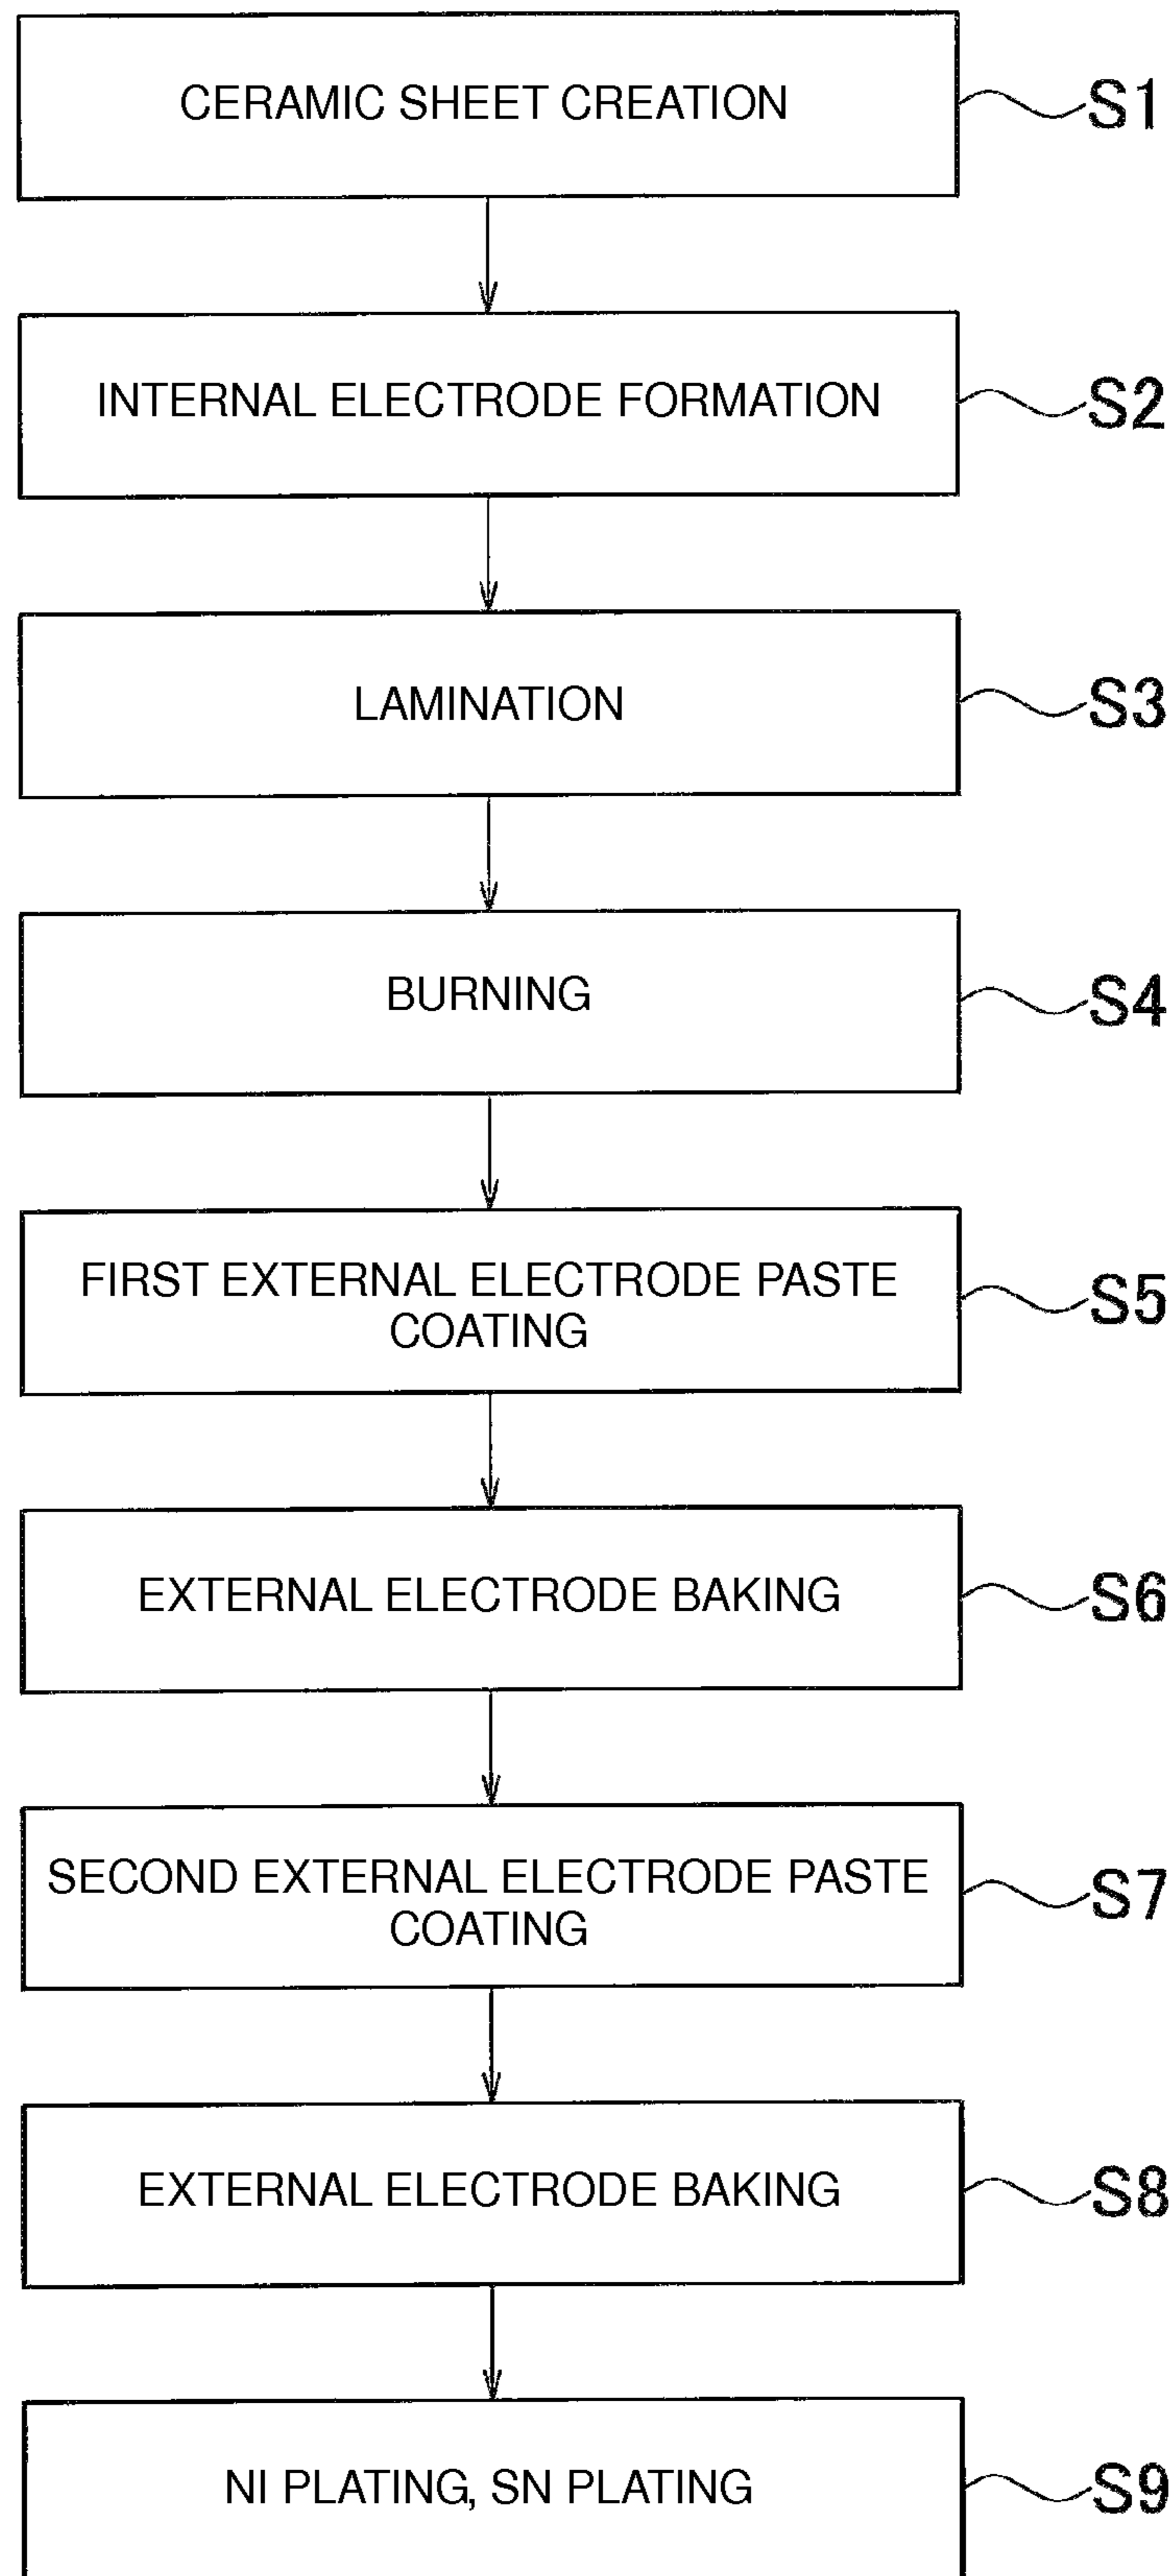 CERAMIC SHEET CREATION
S1
INTERNAL ELECTRODE FORMATION
S2
LAMINATION
S3
BURNING
S4
FIRST EXTERNAL ELECTRODE PASTE
COATING
S5
EXTERNAL ELECTRODE BAKING
S6
SECOND EXTERNAL ELECTRODE PASTE
COATING
S7
EXTERNAL ELECTRODE BAKING
S8
NI PLATING, SN PLATING
S9